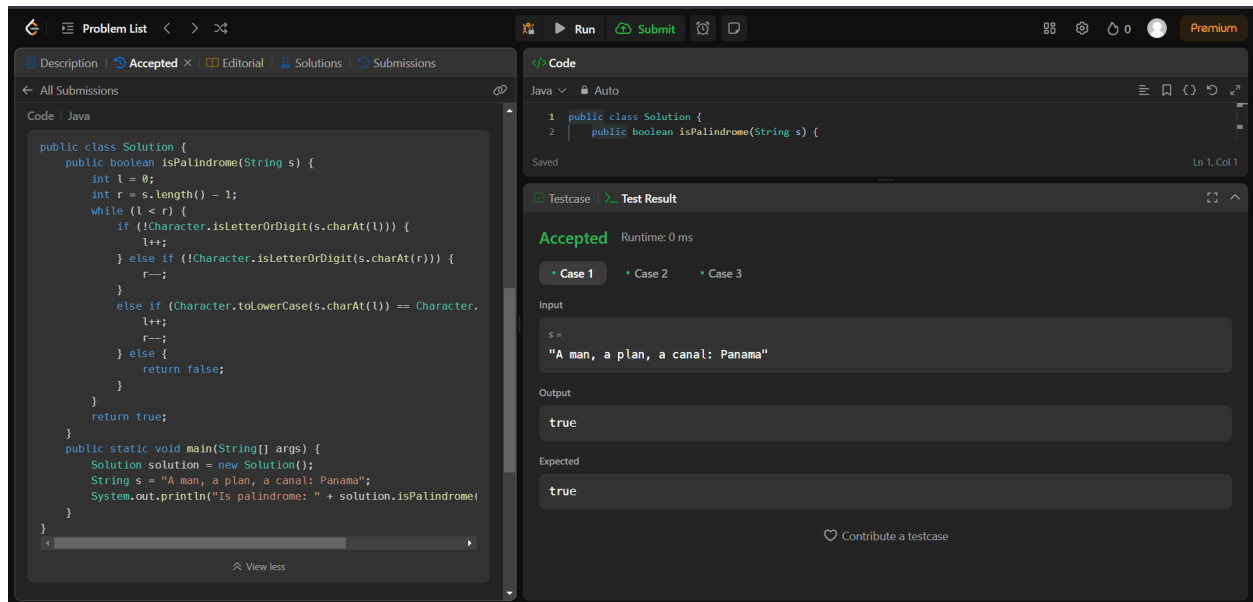 Problem List
Run
Submit
0
Premium
Description
Accepted
Editorial
Solutions
Submissions
All Submissions
Code
Java
public class Solution {
public boolean isPalindrome(String s) {
int l = 0;
int r = s.length() - 1;
while (l < r) {
if (!Character.isLetterOrDigit(s.charAt(l))) {
l++;
} else if (!Character.isLetterOrDigit(s.charAt(r))) {
r--;
}
else if (Character.toLowerCase(s.charAt(l)) == Character.
l++;
r--;
} else {
return false;
}
}
return true;
}
public static void main(String[] args) {
Solution solution = new Solution();
String s = "A man, a plan, a canal: Panama";
System.out.println("Is palindrome: " + solution.isPalindrome(
}
}
View less
</> Code
Java
Auto
1 public class Solution {
2 public boolean isPalindrome(String s) {
Saved
Ln 1, Col 1
Testcase
>_ Test Result
Accepted
Runtime: 0 ms
Case 1
Case 2
Case 3
Input
s =
"A man, a plan, a canal: Panama"
Output
true
Expected
true
Contribute a testcase